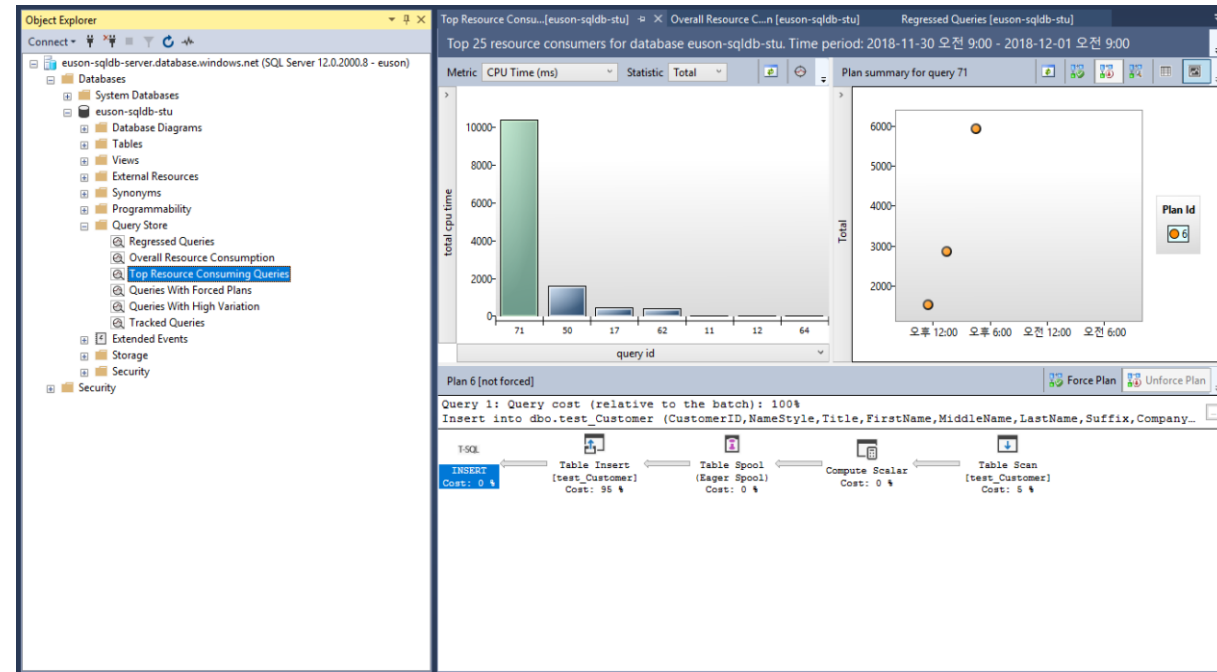 Object Explorer
Connect
euson-sqldb-server.database.windows.net (SQL Server 12.0.2000.8 - euson)
Databases
System Databases
euson-sqldb-stu
Database Diagrams
Tables
Views
External Resources
Synonyms
Programmability
Query Store
Regressed Queries
Overall Resource Consumption
Top Resource Consuming Queries
Queries With Forced Plans
Queries With High Variation
Tracked Queries
Extended Events
Storage
Security
Security
Top Resource Consu...[euson-sqldb-stu] Overall Resource C...n [euson-sqldb-stu] Regressed Queries [euson-sqldb-stu]
Top 25 resource consumers for database euson-sqldb-stu. Time period: 2018-11-30 오전 9:00 - 2018-12-01 오전 9:00
Metric CPU Time (ms) Statistic Total
total cpu time
10000
8000
6000
4000
2000
0
71 50 17 62 11 12 64
query id
Plan summary for query 71
Total
6000
5000
4000
3000
2000
오후 12:00 오후 6:00 오전 12:00 오전 6:00
Plan Id
6
Plan 6 [not forced] Force Plan Unforce Plan
Query 1: Query cost (relative to the batch): 100%
Insert into dbo.test_Customer (CustomerID,NameStyle,Title,FirstName,MiddleName,LastName,Suffix,Company…
T-SQL
INSERT
Cost: 0 %
Table Insert
[test_Customer]
Cost: 95 %
Table Spool
(Eager Spool)
Cost: 0 %
Compute Scalar
Cost: 0 %
Table Scan
[test_Customer]
Cost: 5 %